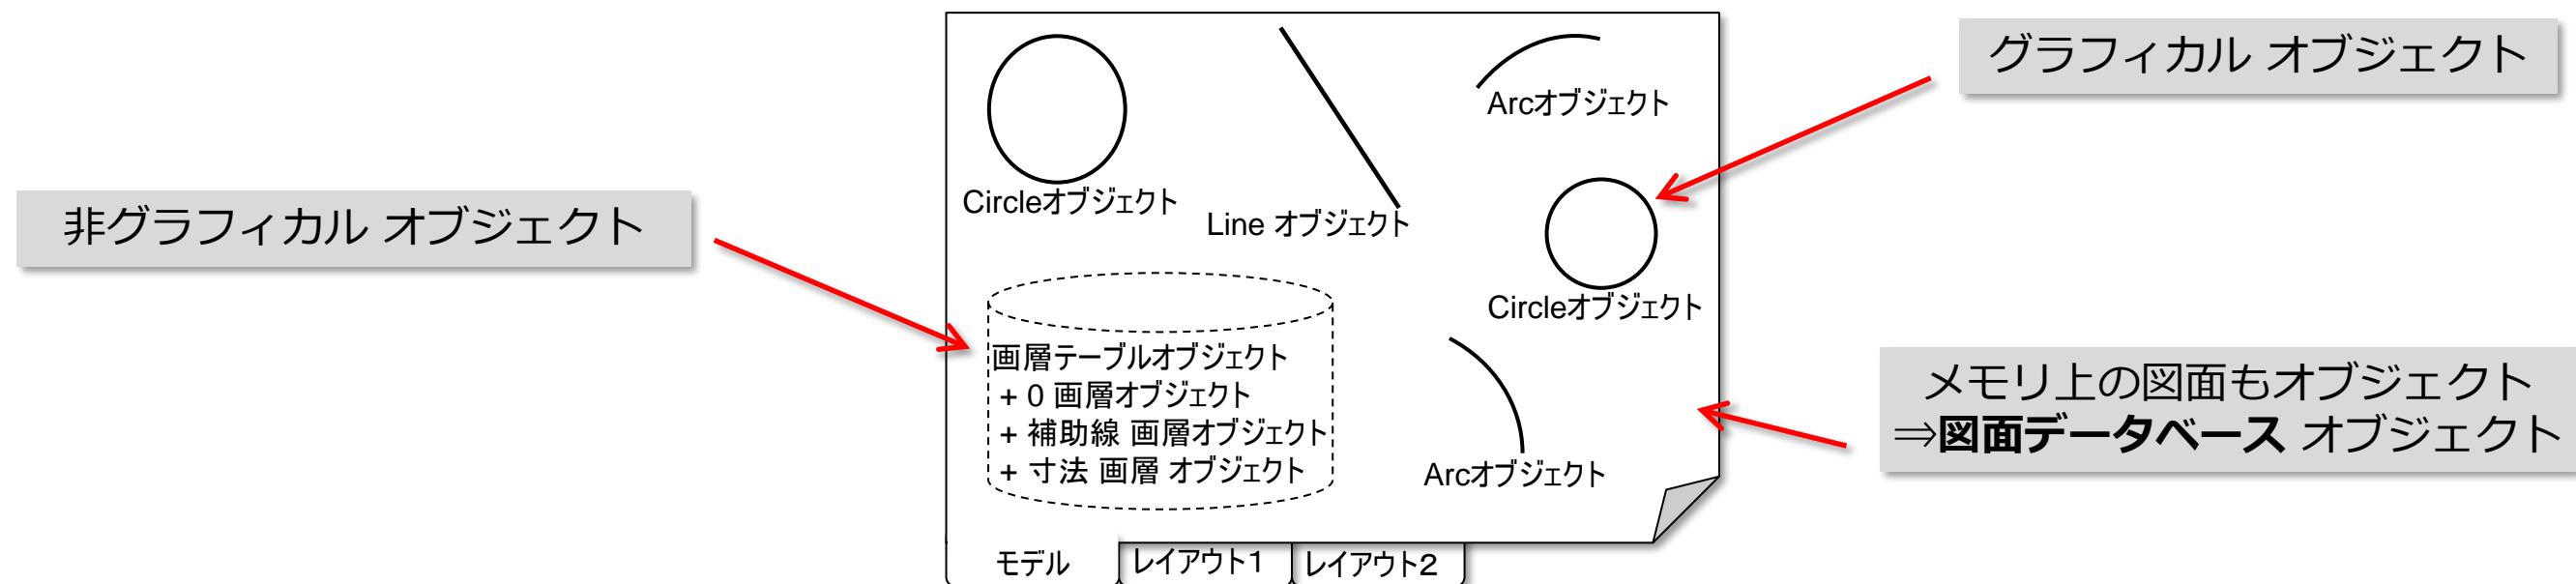 グラフィカル オブジェクト
Arcオブジェクト
Circleオブジェクト
Line オブジェクト
非グラフィカル オブジェクト
Circleオブジェクト
画層テーブルオブジェクト
+ 0 画層オブジェクト
+ 補助線 画層オブジェクト
+ 寸法 画層 オブジェクト
Arcオブジェクト
メモリ上の図面もオブジェクト
⇒図面データベース オブジェクト
モデル
レイアウト1
レイアウト2